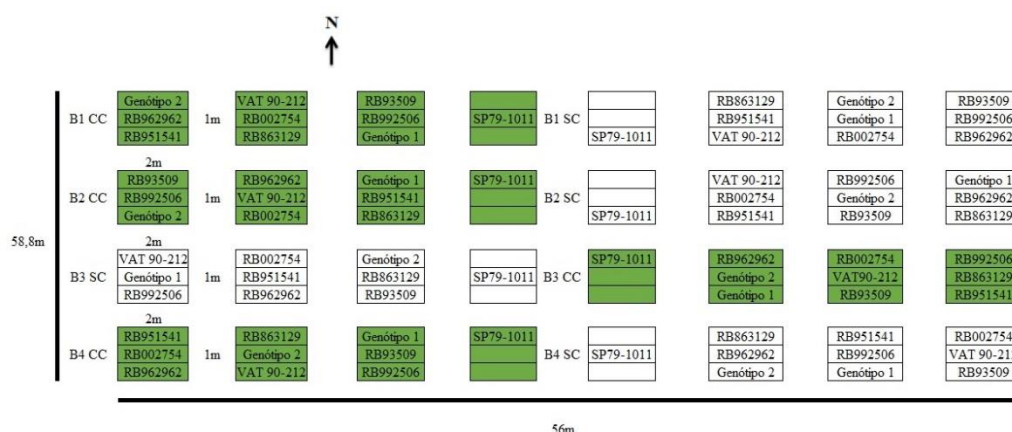 N
Genótipo 2 VAT 90-212 RB93509 RB863129 Genótipo 2 RB93509
B1 CC RB962962 1m RB002754 RB992506 SP79-1011 B1 SC RB951541 Genótipo 1 RB992506
RB951541 RB863129 Genótipo 1 SP79-1011 VAT 90-212 RB002754 RB962962
2m
RB93509 RB962962 Genótipo 1 SP79-1011 VAT 90-212 RB992506 Genótipo 1
B2 CC RB992506 1m VAT 90-212 RB951541 B2 SC RB002754 Genótipo 2 RB962962
Genótipo 2 RB002754 RB863129 SP79-1011 RB951541 RB93509 RB863129
58,8m
2m
VAT 90-212 RB002754 Genótipo 2 SP79-1011 RB962962 RB002754 RB992506
B3 SC Genótipo 1 1m RB951541 RB863129 SP79-1011 B3 CC Genótipo 2 VAT90-212 RB863129
RB992506 RB962962 RB93509 Genótipo 1 RB93509 RB951541
2m
RB951541 RB863129 Genótipo 1 SP79-1011 RB863129 RB951541 RB002754
B4 CC RB002754 1m Genótipo 2 RB93509 B4 SC SP79-1011 RB962962 RB992506 VAT 90-212
RB962962 VAT 90-212 RB992506 Genótipo 2 Genótipo 1 RB93509
56m